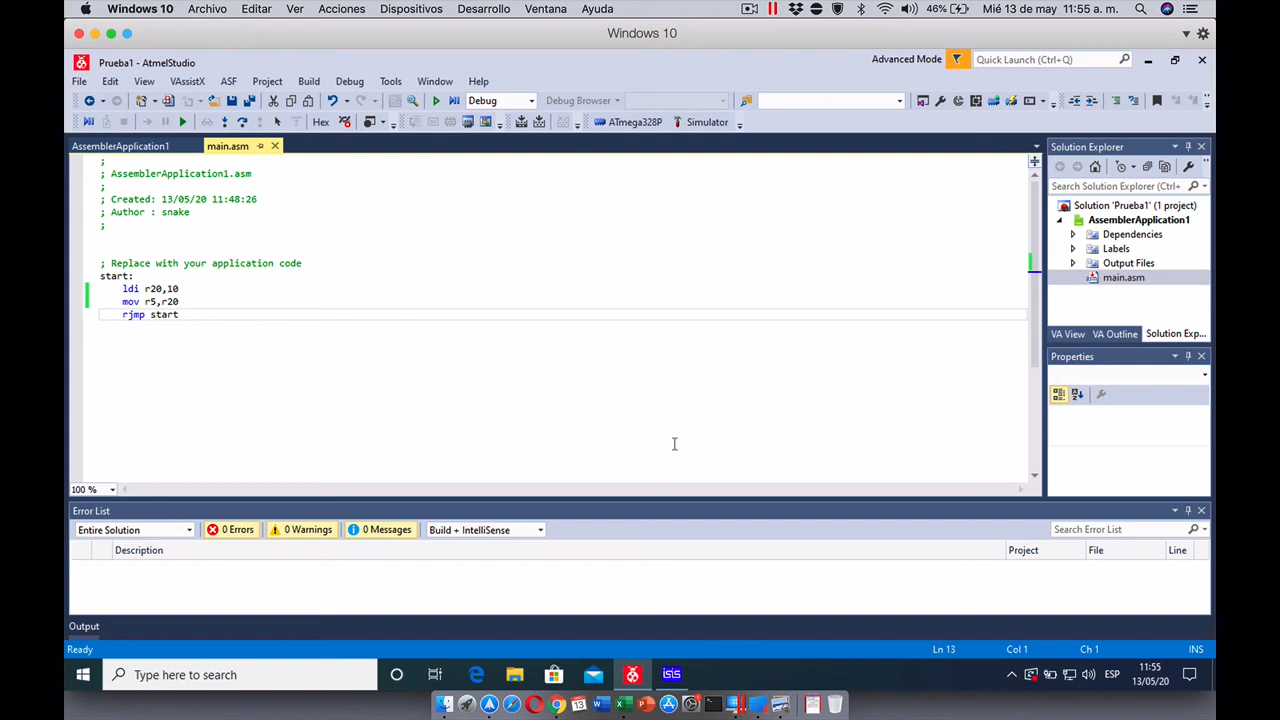 Windows 10 Archivo Editar Ver Acciones Dispositivos Desarrollo Ventana Ayuda 46% Mié 13 de may 11:55 a. m.
Windows 10
Prueba1 - AtmelStudio Advanced Mode Quick Launch (Ctrl+Q)
File Edit View VAssistX ASF Project Build Debug Tools Window Help
Debug Debug Browser
Hex ATmega328P Simulator
AssemblerApplication1 main.asm
;
; AssemblerApplication1.asm
;
; Created: 13/05/20 11:48:26
; Author : snake
;
; Replace with your application code
start:
ldi r20,10
mov r5,r20
rjmp start
100 %
Solution Explorer
Search Solution Explorer (Ctrl+
Solution 'Prueba1' (1 project)
AssemblerApplication1
Dependencies
Labels
Output Files
main.asm
VA View VA Outline Solution Exp...
Properties
Error List
Entire Solution 0 Errors 0 Warnings 0 Messages Build + IntelliSense Search Error List
Description Project File Line
Output
Ready Ln 13 Col 1 Ch 1 INS
Type here to search isis ESP 11:55
13/05/20